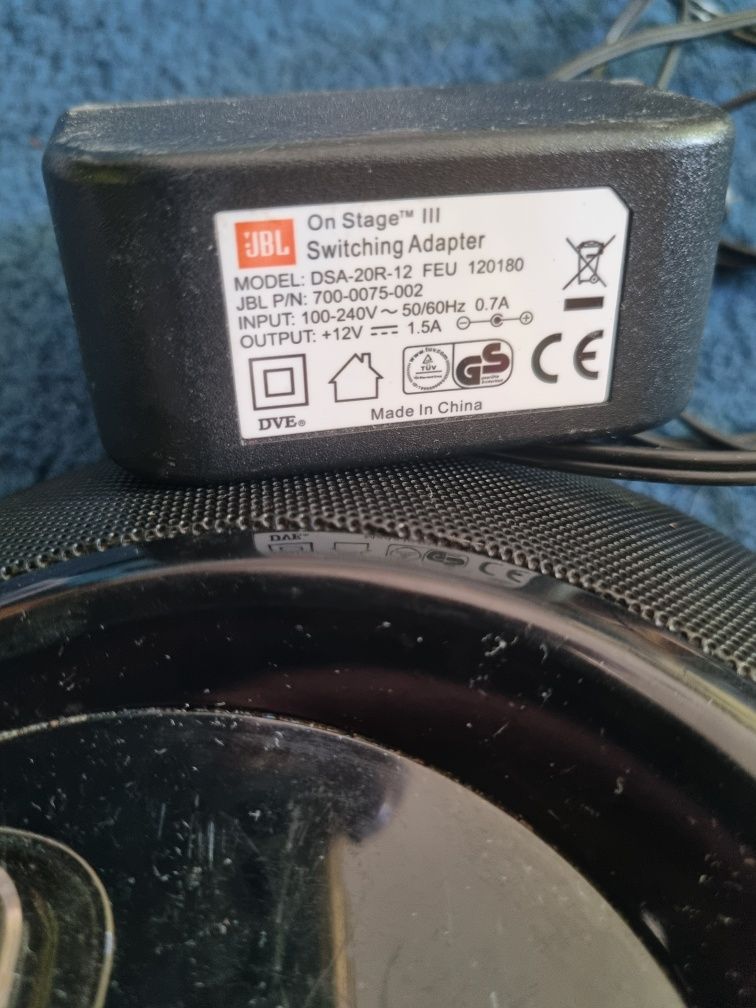 JBL
On Stage™ III
Switching Adapter
MODEL: DSA-20R-12 FEU 120180
JBL P/N: 700-0075-002
INPUT: 100-240V ~ 50/60Hz 0.7A
OUTPUT: +12V ⎓ 1.5A
TÜV
GS
CE
DVE®
Made In China